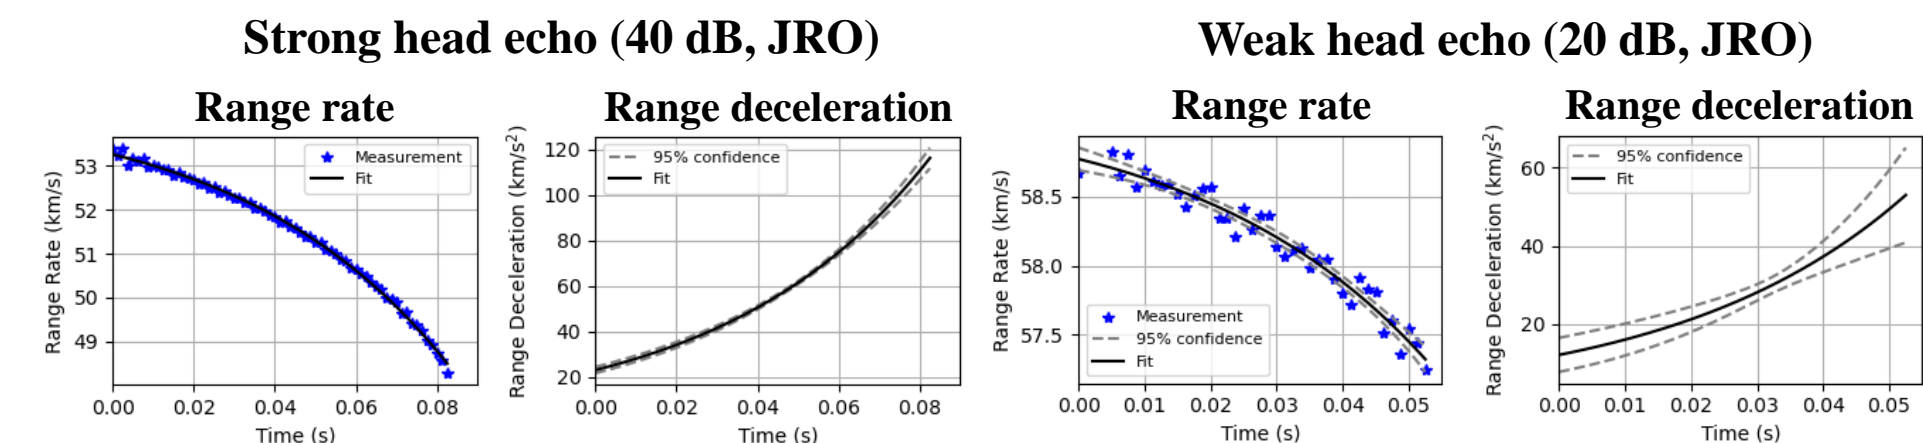 Strong head echo (40 dB, JRO)
Weak head echo (20 dB, JRO)
Range rate
Range deceleration
Range rate
Range deceleration
Range Rate (km/s)
53
52
51
50
49
Measurement
Fit
0.00 0.02 0.04 0.06 0.08
Time (s)
Range Deceleration (km/s²)
120
100
80
60
40
20
95% confidence
Fit
0.00 0.02 0.04 0.06 0.08
Time (s)
Range Rate (km/s)
58.5
58.0
57.5
Measurement
95% confidence
Fit
0.00 0.01 0.02 0.03 0.04 0.05
Time (s)
Range Deceleration (km/s²)
60
40
20
95% confidence
Fit
0.00 0.01 0.02 0.03 0.04 0.05
Time (s)